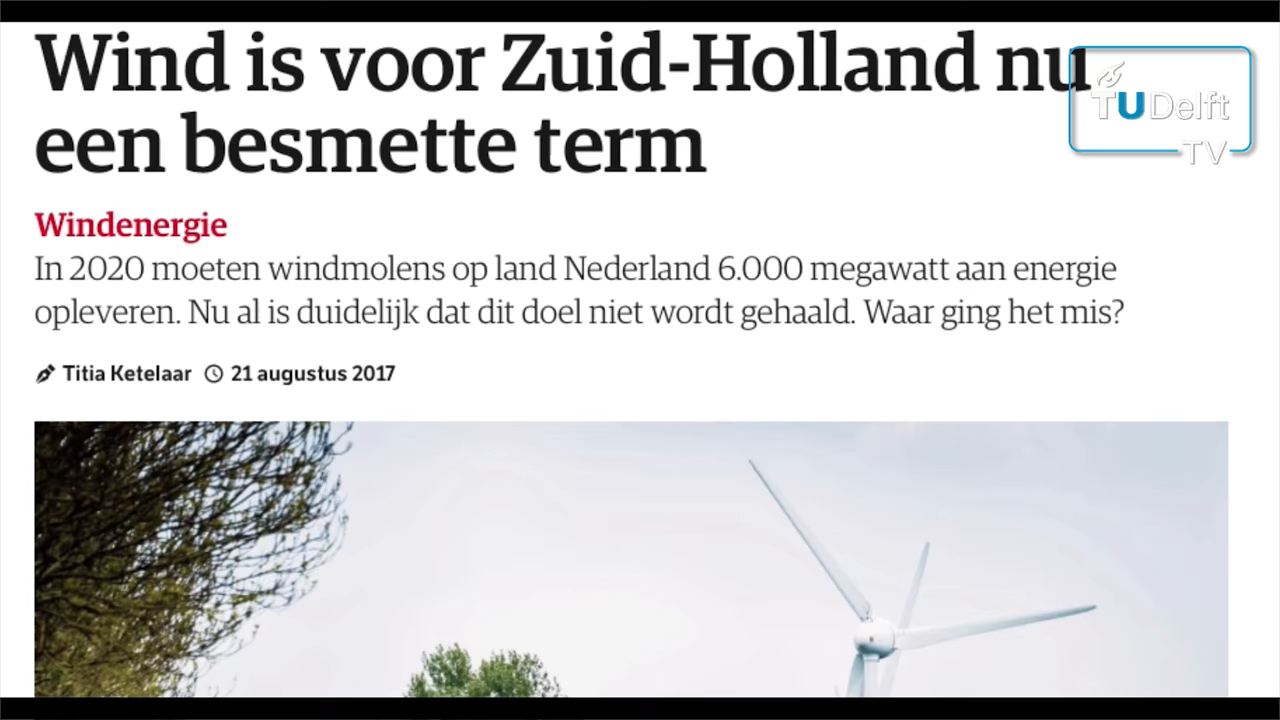 Wind is voor Zuid-Holland nu
een besmette term
TUDelft
TV
Windenergie
In 2020 moeten windmolens op land Nederland 6.000 megawatt aan energie
opleveren. Nu al is duidelijk dat dit doel niet wordt gehaald. Waar ging het mis?
Titia Ketelaar 21 augustus 2017